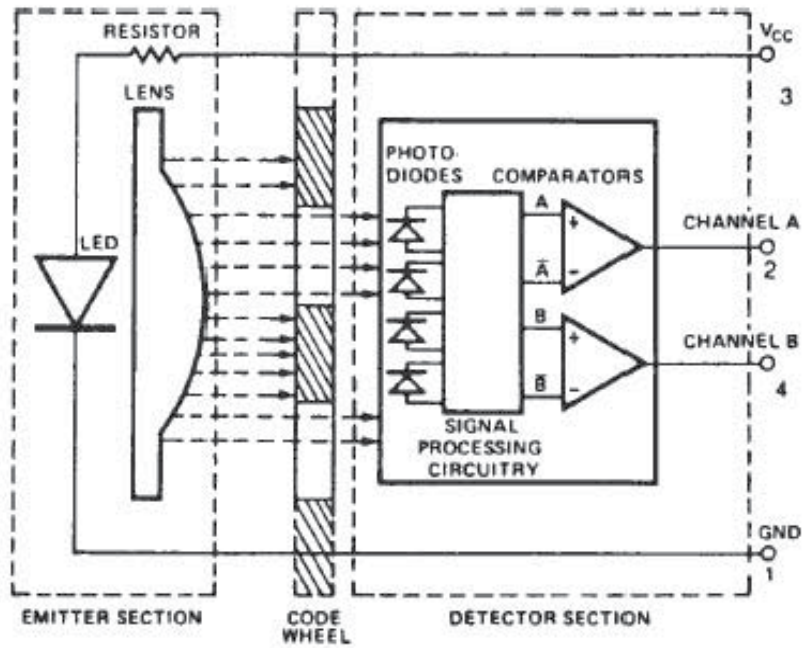 RESISTOR
LENS
LED
V_CC
3
PHOTO-
DIODES
COMPARATORS
A
+
CHANNEL A
2
Ā
-
B
+
CHANNEL B
4
B̄
-
SIGNAL
PROCESSING
CIRCUITRY
GND
1
EMITTER SECTION
CODE
WHEEL
DETECTOR SECTION